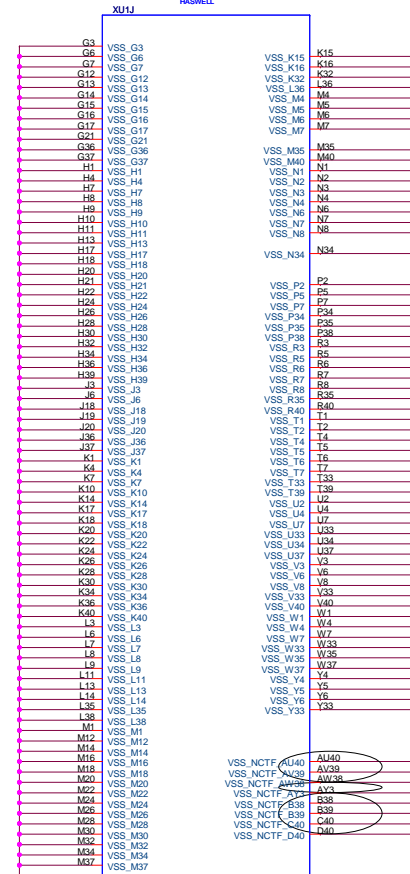 HASWELL
XU1J
G3 VSS_G3
G6 VSS_G6
G7 VSS_G7
G12 VSS_G12
G13 VSS_G13
G14 VSS_G14
G15 VSS_G15
G16 VSS_G16
G17 VSS_G17
G21 VSS_G21
G36 VSS_G36
G37 VSS_G37
H1 VSS_H1
H4 VSS_H4
H7 VSS_H7
H8 VSS_H8
H9 VSS_H9
H10 VSS_H10
H11 VSS_H11
H13 VSS_H13
H17 VSS_H17
H18 VSS_H18
H20 VSS_H20
H21 VSS_H21
H22 VSS_H22
H24 VSS_H24
H26 VSS_H26
H28 VSS_H28
H30 VSS_H30
H32 VSS_H32
H34 VSS_H34
H36 VSS_H36
H39 VSS_H39
J3 VSS_J3
J6 VSS_J6
J18 VSS_J18
J19 VSS_J19
J20 VSS_J20
J36 VSS_J36
J37 VSS_J37
K1 VSS_K1
K4 VSS_K4
K7 VSS_K7
K10 VSS_K10
K14 VSS_K14
K17 VSS_K17
K18 VSS_K18
K20 VSS_K20
K22 VSS_K22
K24 VSS_K24
K26 VSS_K26
K28 VSS_K28
K30 VSS_K30
K34 VSS_K34
K36 VSS_K36
K40 VSS_K40
L3 VSS_L3
L6 VSS_L6
L7 VSS_L7
L8 VSS_L8
L9 VSS_L9
L11 VSS_L11
L13 VSS_L13
L14 VSS_L14
L35 VSS_L35
L38 VSS_L38
M1 VSS_M1
M12 VSS_M12
M14 VSS_M14
M16 VSS_M16
M18 VSS_M18
M20 VSS_M20
M22 VSS_M22
M24 VSS_M24
M26 VSS_M26
M28 VSS_M28
M30 VSS_M30
M32 VSS_M32
M34 VSS_M34
M37 VSS_M37
VSS_K15 K15
VSS_K16 K16
VSS_K32 K32
VSS_L36 L36
VSS_M4 M4
VSS_M5 M5
VSS_M6 M6
VSS_M7 M7
VSS_M35 M35
VSS_M40 M40
VSS_N1 N1
VSS_N2 N2
VSS_N3 N3
VSS_N4 N4
VSS_N6 N6
VSS_N7 N7
VSS_N8 N8
VSS_N34 N34
VSS_P2 P2
VSS_P5 P5
VSS_P7 P7
VSS_P34 P34
VSS_P35 P35
VSS_P38 P38
VSS_R3 R3
VSS_R5 R5
VSS_R6 R6
VSS_R7 R7
VSS_R8 R8
VSS_R35 R35
VSS_R40 R40
VSS_T1 T1
VSS_T2 T2
VSS_T4 T4
VSS_T5 T5
VSS_T6 T6
VSS_T7 T7
VSS_T33 T33
VSS_T39 T39
VSS_U2 U2
VSS_U4 U4
VSS_U7 U7
VSS_U33 U33
VSS_U34 U34
VSS_U37 U37
VSS_V3 V3
VSS_V6 V6
VSS_V8 V8
VSS_V33 V33
VSS_V40 V40
VSS_W1 W1
VSS_W4 W4
VSS_W7 W7
VSS_W33 W33
VSS_W35 W35
VSS_W37 W37
VSS_Y4 Y4
VSS_Y5 Y5
VSS_Y6 Y6
VSS_Y33 Y33
VSS_NCTF_AU40 AU40
VSS_NCTF_AV39 AV39
VSS_NCTF_AW38 AW38
VSS_NCTF_AY3 AY3
VSS_NCTF_B38 B38
VSS_NCTF_B39 B39
VSS_NCTF_C40 C40
VSS_NCTF_D40 D40